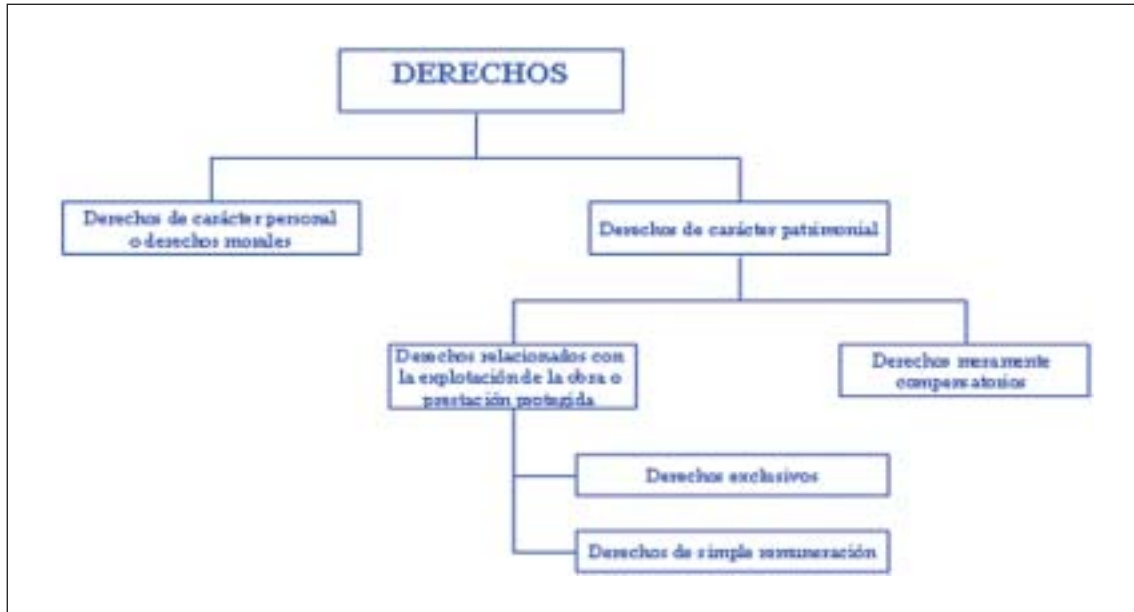 DERECHOS
Derechos de carácter personal
o derechos morales
Derechos de carácter patrimonial
Derechos relacionados con
la explotación de la obra o
prestación protegida
Derechos meramente
compensatorios
Derechos exclusivos
Derechos de simple remuneración